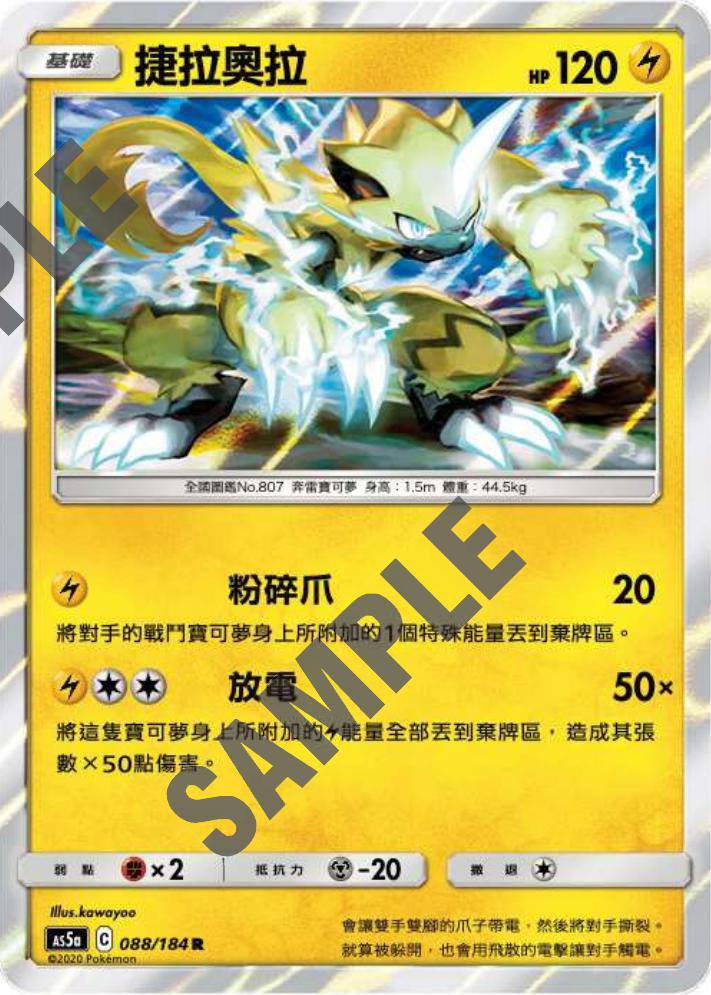 基礎 捷拉奧拉 HP 120
全國圖鑑No.807 奔雷寶可夢 身高：1.5m 體重：44.5kg
粉碎爪 20
將對手的戰鬥寶可夢身上所附加的1個特殊能量丟到棄牌區。
放電 50×
將這隻寶可夢身上所附加的能量全部丟到棄牌區，造成其張
數×50點傷害。
弱點 ×2 抵抗力 -20 撤退
Illus.kawayoo
AS5a C 088/184 R
©2020 Pokémon
會讓雙手雙腳的爪子帶電，然後將對手撕裂。
就算被躲開，也會用飛散的電擊讓對手觸電。
SAMPLE
PLE